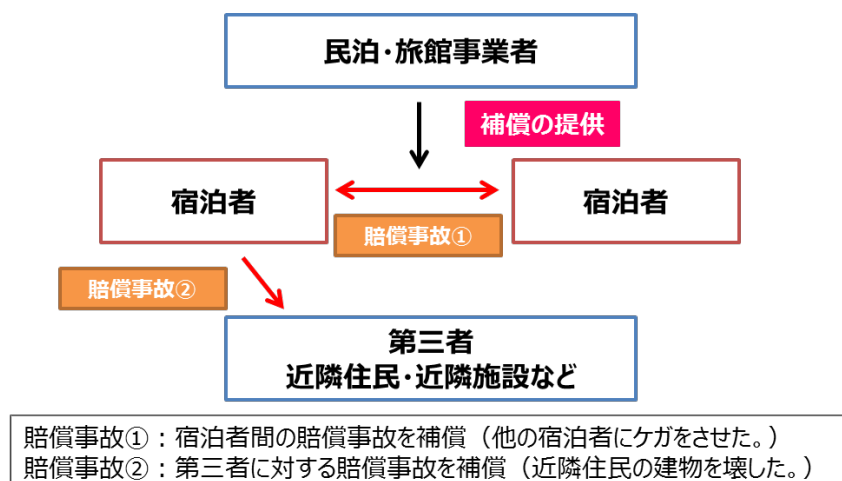 民泊・旅館事業者
補償の提供
宿泊者
宿泊者
賠償事故①
賠償事故②
第三者
近隣住民・近隣施設など
賠償事故①：宿泊者間の賠償事故を補償（他の宿泊者にケガをさせた。）
賠償事故②：第三者に対する賠償事故を補償（近隣住民の建物を壊した。）